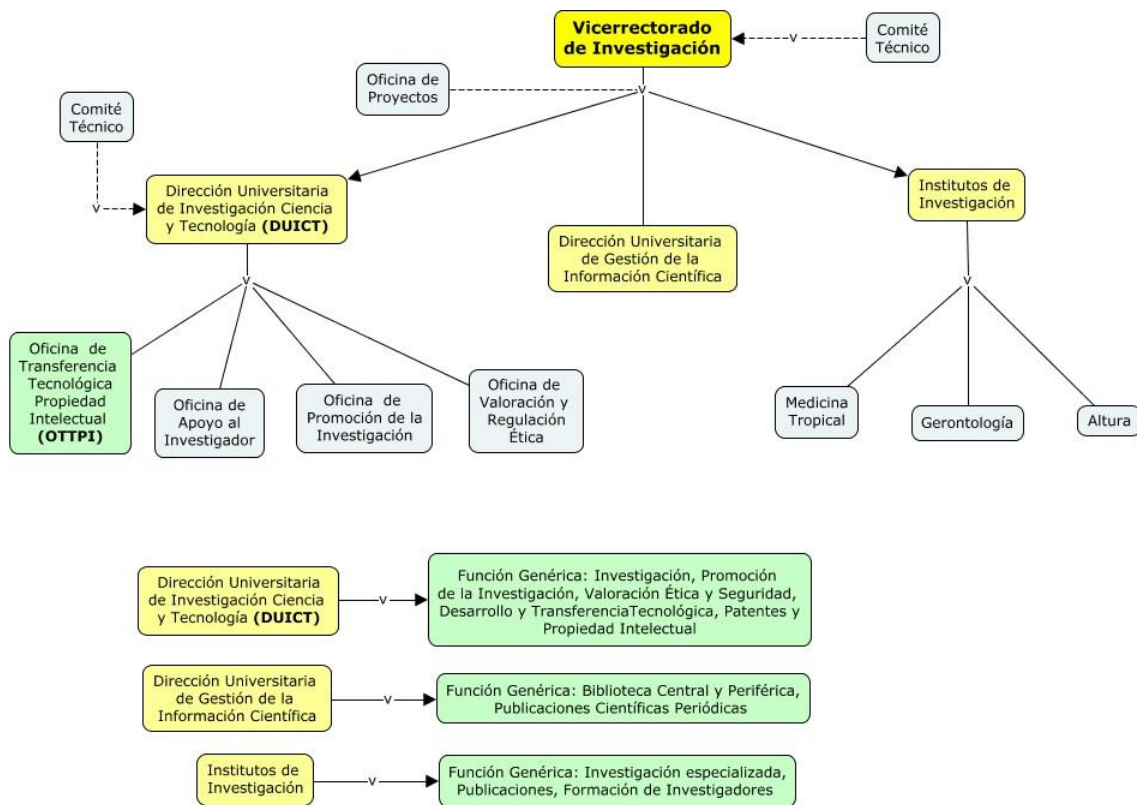 Vicerrectorado
de Investigación
Comité
Técnico
v
Oficina de
Proyectos
v
Comité
Técnico
v
Dirección Universitaria
de Investigación Ciencia
y Tecnología (DUICT)
Dirección Universitaria
de Gestión de la
Información Científica
Institutos de
Investigación
v
v
Oficina de
Transferencia
Tecnológica
Propiedad
Intelectual
(OTTPI)
Oficina de
Apoyo al
Investigador
Oficina de
Promoción de la
Investigación
Oficina de
Valoración y
Regulación
Ética
Medicina
Tropical
Gerontología
Altura
Dirección Universitaria
de Investigación Ciencia
y Tecnología (DUICT)
v
Función Genérica: Investigación, Promoción
de la Investigación, Valoración Ética y Seguridad,
Desarrollo y TransferenciaTecnológica, Patentes y
Propiedad Intelectual
Dirección Universitaria
de Gestión de la
Información Científica
v
Función Genérica: Biblioteca Central y Periférica,
Publicaciones Científicas Periódicas
Institutos de
Investigación
v
Función Genérica: Investigación especializada,
Publicaciones, Formación de Investigadores